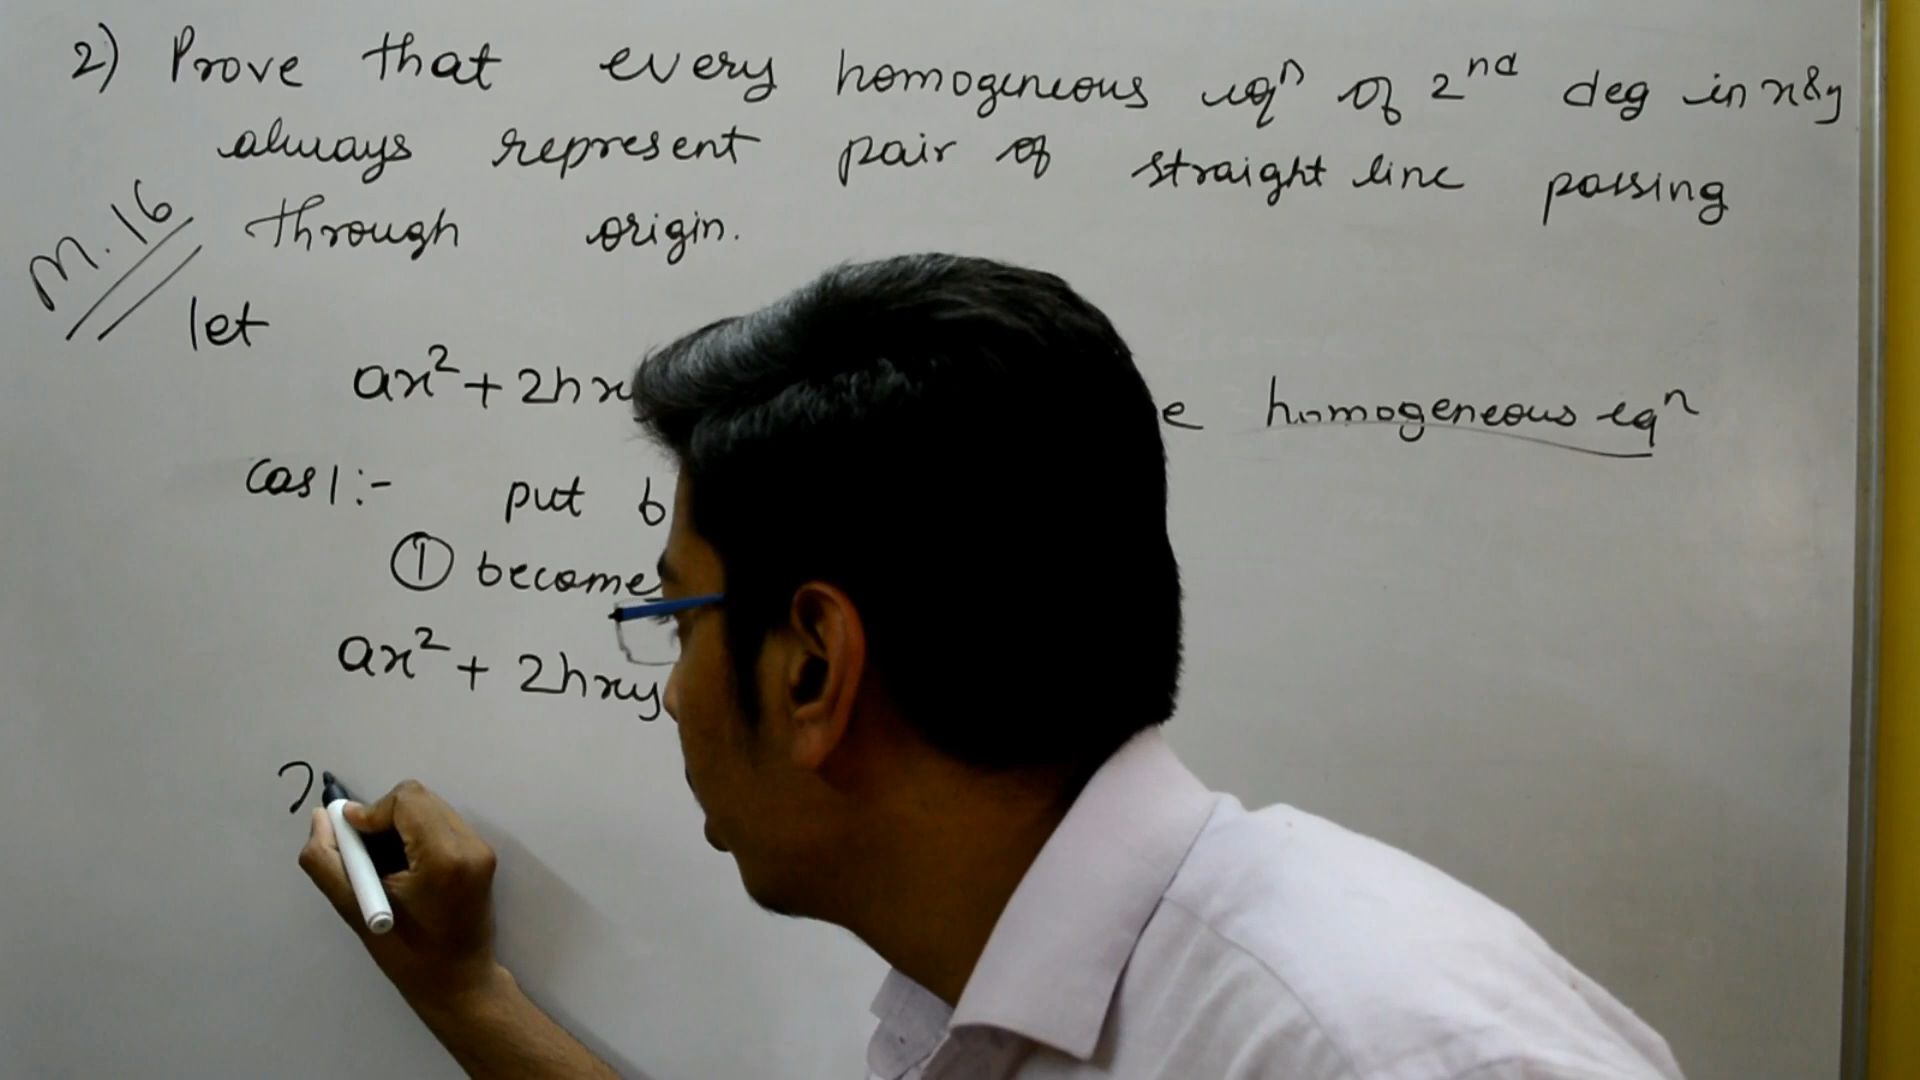 2) Prove that every homogeneous eqⁿ of 2ⁿᵈ deg in x&y
always represent pair of straight line passing
through origin.
M.16
let
ax² + 2hx e homogeneous eqⁿ
Cas1:- put b
① become
ax² + 2hxy